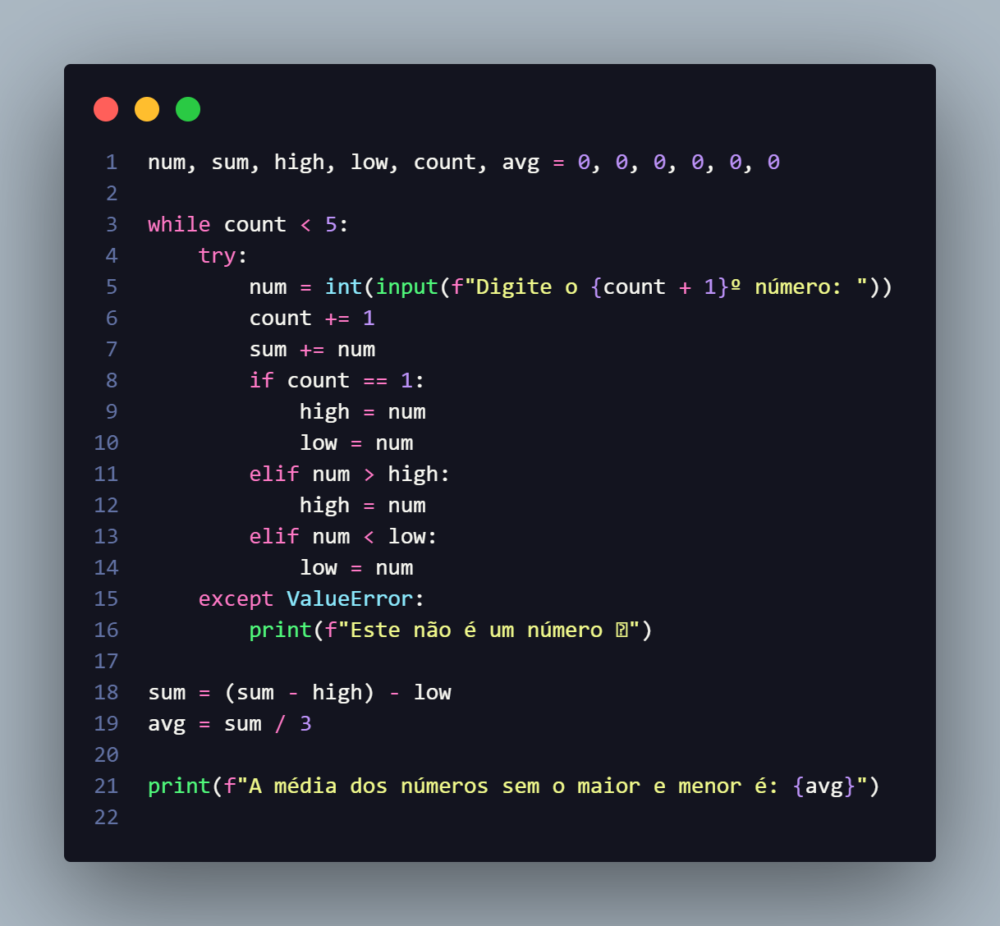 1 num, sum, high, low, count, avg = 0, 0, 0, 0, 0, 0
2
3 while count < 5:
4     try:
5         num = int(input(f"Digite o {count + 1}º número: "))
6         count += 1
7         sum += num
8         if count == 1:
9             high = num
10             low = num
11         elif num > high:
12             high = num
13         elif num < low:
14             low = num
15     except ValueError:
16         print(f"Este não é um número ⍰")
17
18 sum = (sum - high) - low
19 avg = sum / 3
20
21 print(f"A média dos números sem o maior e menor é: {avg}")
22